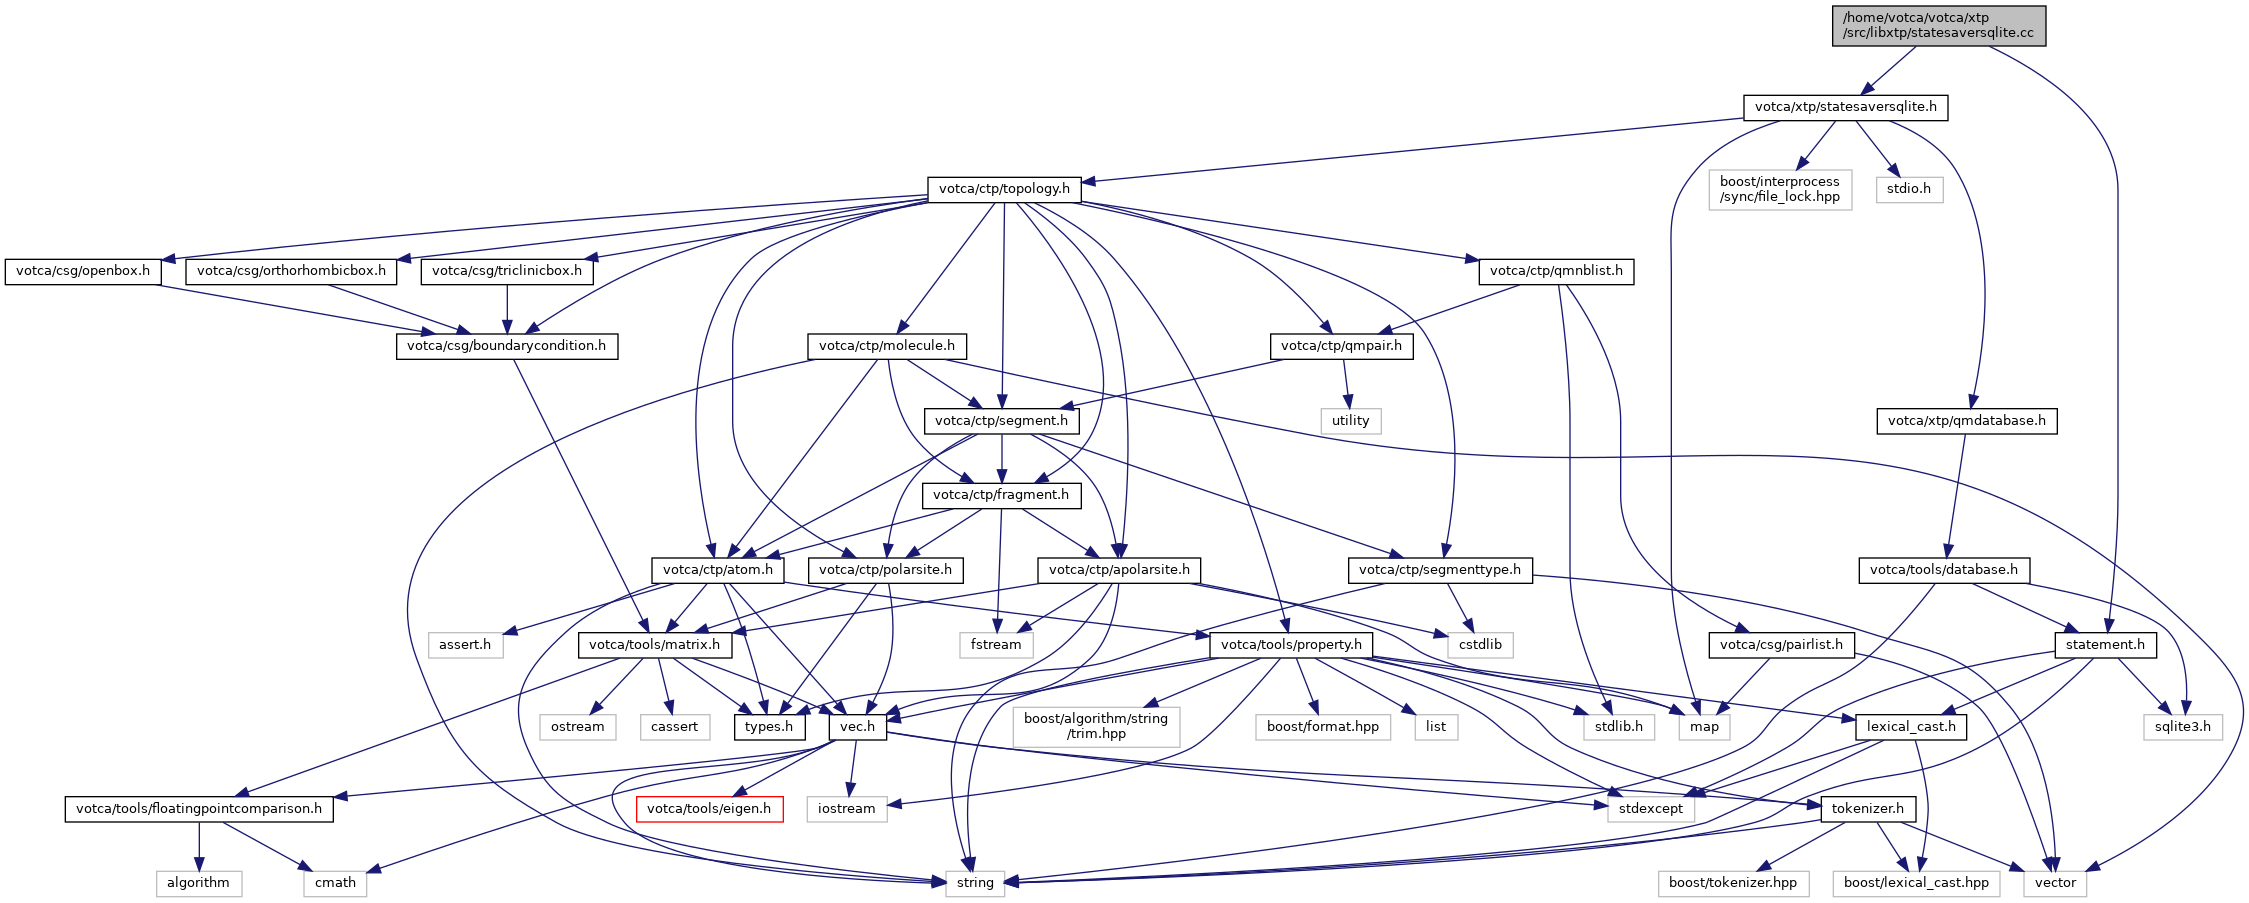 /home/votca/votca/xtp
/src/libxtp/statesaversqlite.cc
votca/xtp/statesaversqlite.h
votca/ctp/topology.h
boost/interprocess
/sync/file_lock.hpp
stdio.h
votca/csg/openbox.h
votca/csg/orthorhombicbox.h
votca/csg/triclinicbox.h
votca/ctp/qmnblist.h
votca/csg/boundarycondition.h
votca/ctp/molecule.h
votca/ctp/qmpair.h
votca/ctp/segment.h
utility
votca/xtp/qmdatabase.h
votca/ctp/fragment.h
votca/ctp/atom.h
votca/ctp/polarsite.h
votca/ctp/apolarsite.h
votca/ctp/segmenttype.h
votca/tools/database.h
assert.h
votca/tools/matrix.h
fstream
votca/tools/property.h
cstdlib
votca/csg/pairlist.h
statement.h
ostream
cassert
types.h
vec.h
boost/algorithm/string
/trim.hpp
boost/format.hpp
list
stdlib.h
map
lexical_cast.h
sqlite3.h
votca/tools/floatingpointcomparison.h
votca/tools/eigen.h
iostream
stdexcept
tokenizer.h
algorithm
cmath
string
boost/tokenizer.hpp
boost/lexical_cast.hpp
vector